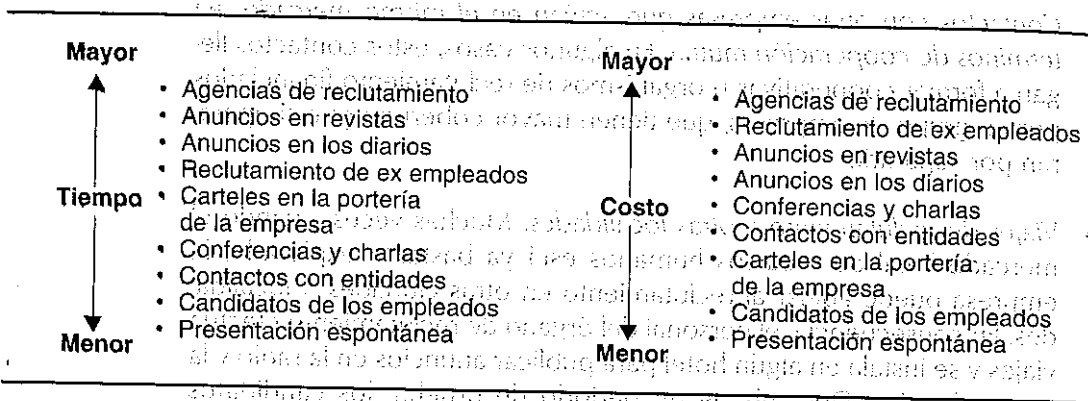 Mayor
• Agencias de reclutamiento
• Anuncios en revistas
• Anuncios en los diarios
• Reclutamiento de ex empleados
Tiempo • Carteles en la portería
de la empresa
• Conferencias y charlas
• Contactos con entidades
• Candidatos de los empleados
• Presentación espontánea
Menor
Mayor
• Agencias de reclutamiento
• Reclutamiento de ex empleados
• Anuncios en revistas
• Anuncios en los diarios
Costo • Conferencias y charlas
• Contactos con entidades
• Carteles en la portería
de la empresa
• Candidatos de los empleados
• Presentación espontánea
Menor